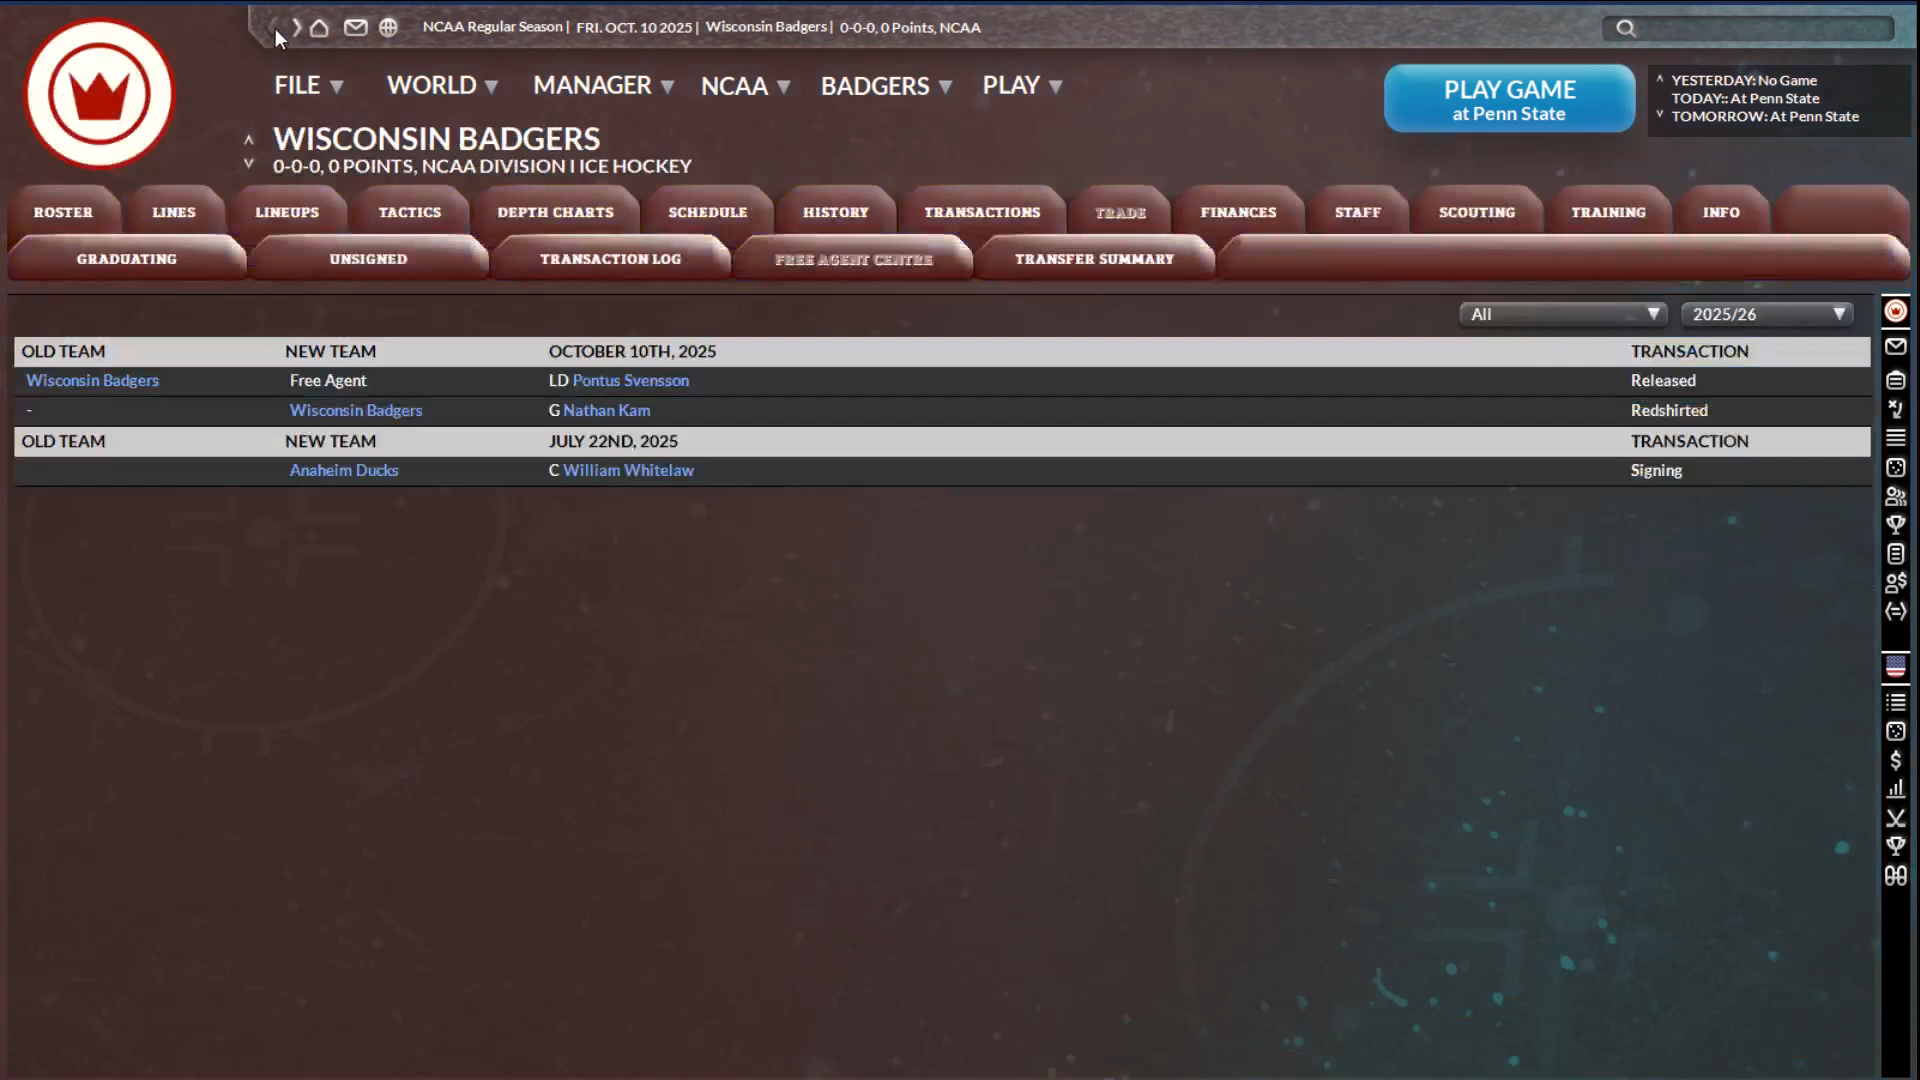 NCAA Regular Season | FRI. OCT. 10 2025 | Wisconsin Badgers | 0-0-0, 0 Points, NCAA
FILE ▼ WORLD ▼ MANAGER ▼ NCAA ▼ BADGERS ▼ PLAY ▼
PLAY GAME
at Penn State
YESTERDAY: No Game
TODAY:: At Penn State
TOMORROW: At Penn State
WISCONSIN BADGERS
0-0-0, 0 POINTS, NCAA DIVISION I ICE HOCKEY
ROSTER LINES LINEUPS TACTICS DEPTH CHARTS SCHEDULE HISTORY TRANSACTIONS TRADE FINANCES STAFF SCOUTING TRAINING INFO
GRADUATING UNSIGNED TRANSACTION LOG FREE AGENT CENTRE TRANSFER SUMMARY
All ▼ 2025/26 ▼
OLD TEAM NEW TEAM OCTOBER 10TH, 2025 TRANSACTION
Wisconsin Badgers Free Agent LD Pontus Svensson Released
- Wisconsin Badgers G Nathan Kam Redshirted
OLD TEAM NEW TEAM JULY 22ND, 2025 TRANSACTION
Anaheim Ducks C William Whitelaw Signing